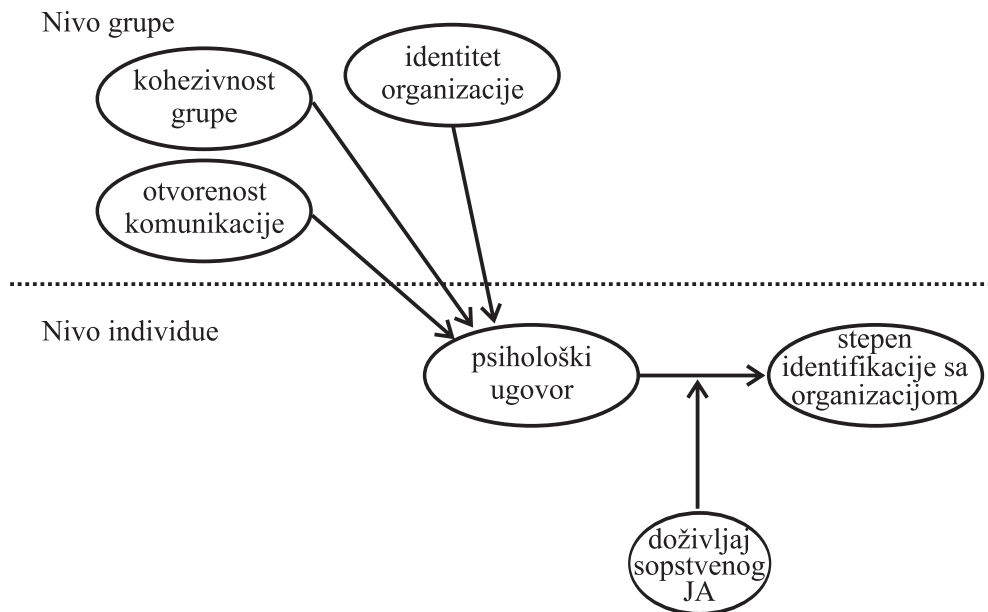 Nivo grupe
kohezivnost
grupe
identitet
organizacije
otvorenost
komunikacije
Nivo individue
psihološki
ugovor
stepen
identifikacije sa
organizacijom
doživljaj
sopstvenog
JA